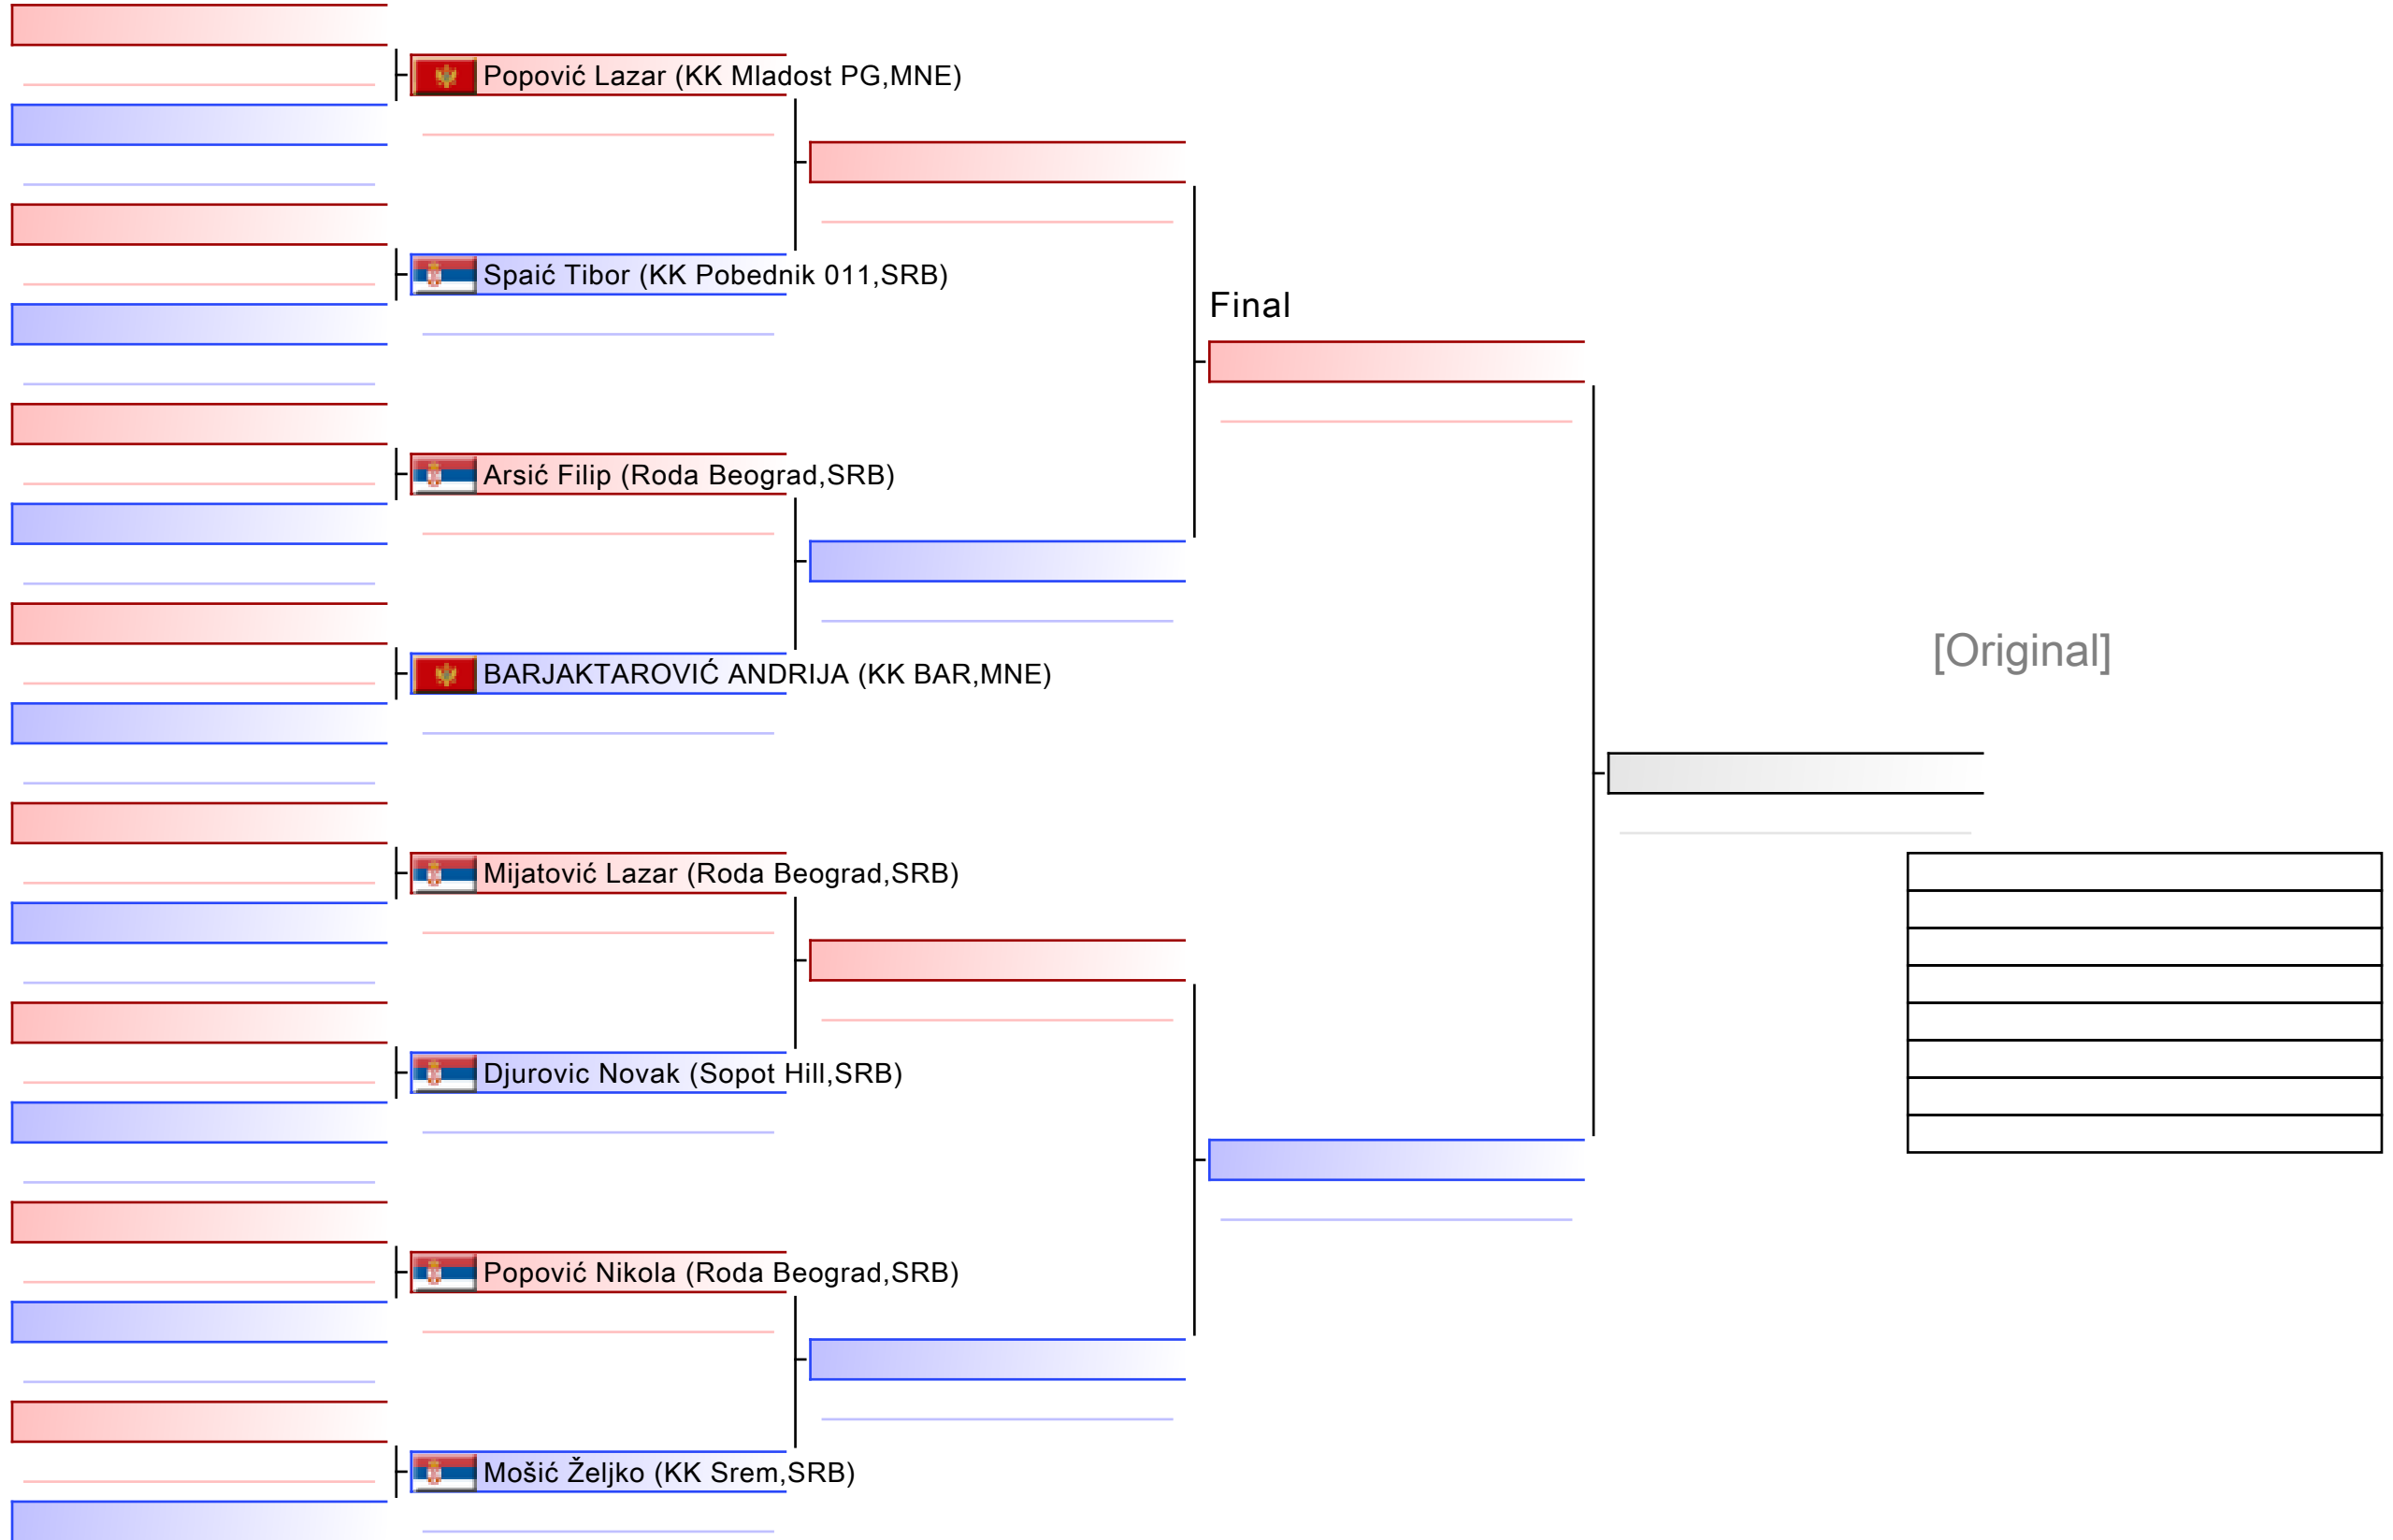 Popović Lazar (KK Mladost PG,MNE)
Spaić Tibor (KK Pobednik 011,SRB)
Final
Arsić Filip (Roda Beograd,SRB)
[Original]
BARJAKTAROVIĆ ANDRIJA (KK BAR,MNE)
Mijatović Lazar (Roda Beograd,SRB)
Djurovic Novak (Sopot Hill,SRB)
Popović Nikola (Roda Beograd,SRB)
Mošić Željko (KK Srem,SRB)